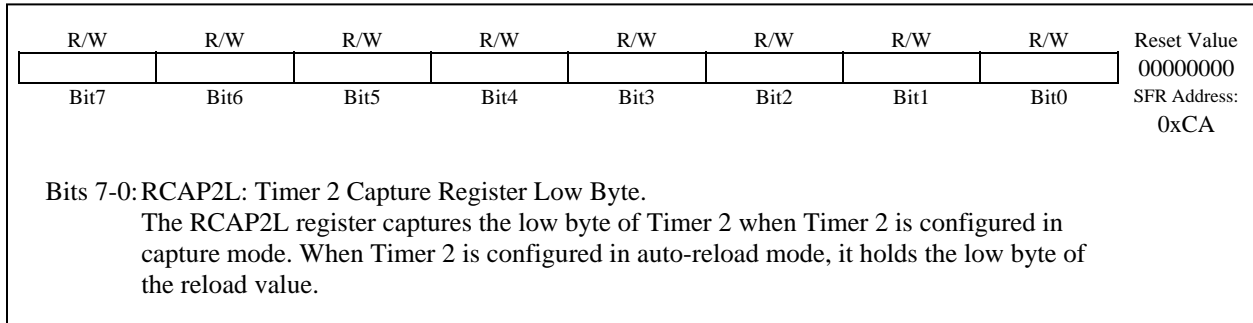 R/W R/W R/W R/W R/W R/W R/W R/W Reset Value
00000000
Bit7 Bit6 Bit5 Bit4 Bit3 Bit2 Bit1 Bit0 SFR Address:
0xCA
Bits 7-0: RCAP2L: Timer 2 Capture Register Low Byte.
The RCAP2L register captures the low byte of Timer 2 when Timer 2 is configured in
capture mode. When Timer 2 is configured in auto-reload mode, it holds the low byte of
the reload value.